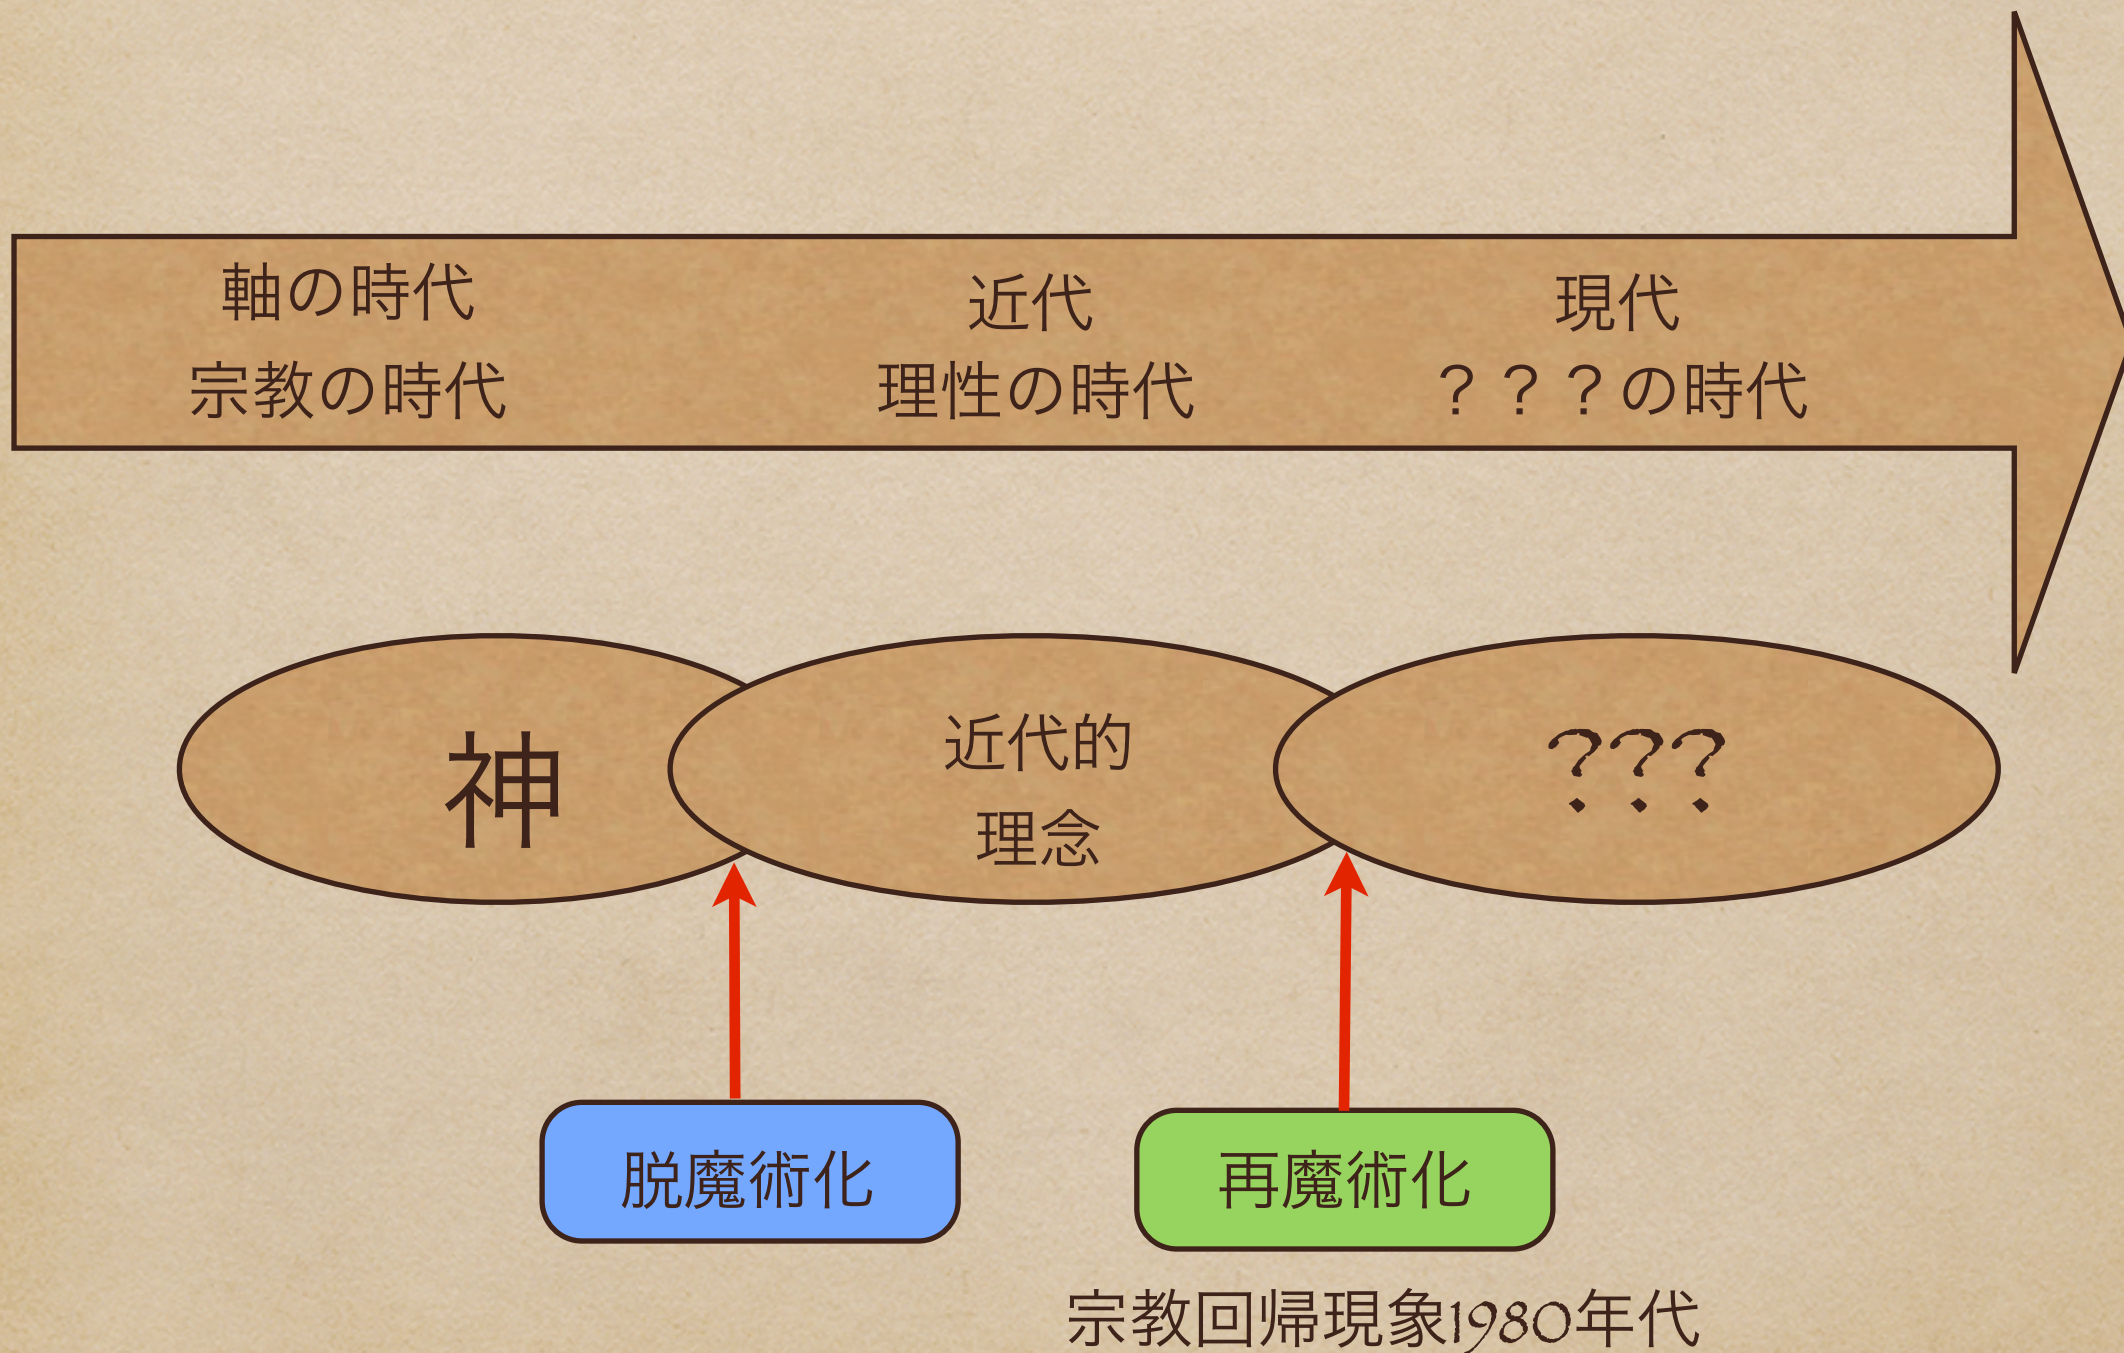 軸の時代
宗教の時代
近代
理性の時代
現代
？？？の時代
神
近代的
理念
???
脱魔術化
再魔術化
宗教回帰現象1980年代